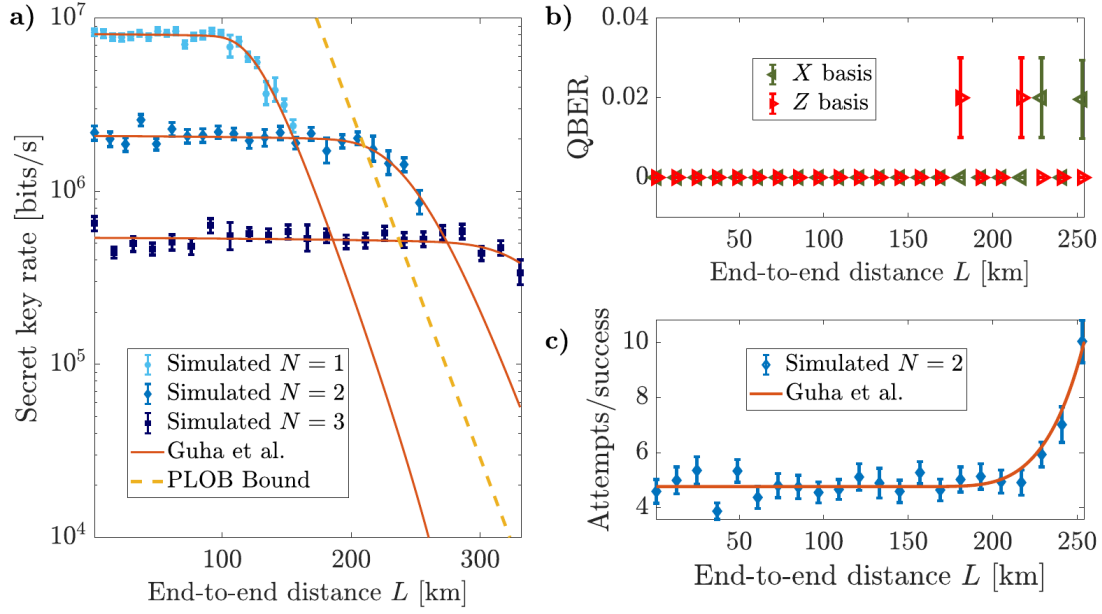 a)
10^7
10^6
10^5
10^4
Secret key rate [bits/s]
Simulated N = 1
Simulated N = 2
Simulated N = 3
Guha et al.
PLOB Bound
100
200
300
End-to-end distance L [km]
b)
0.04
0.02
0
QBER
X basis
Z basis
50
100
150
200
250
End-to-end distance L [km]
c)
10
8
6
4
Attempts/success
Simulated N = 2
Guha et al.
50
100
150
200
250
End-to-end distance L [km]